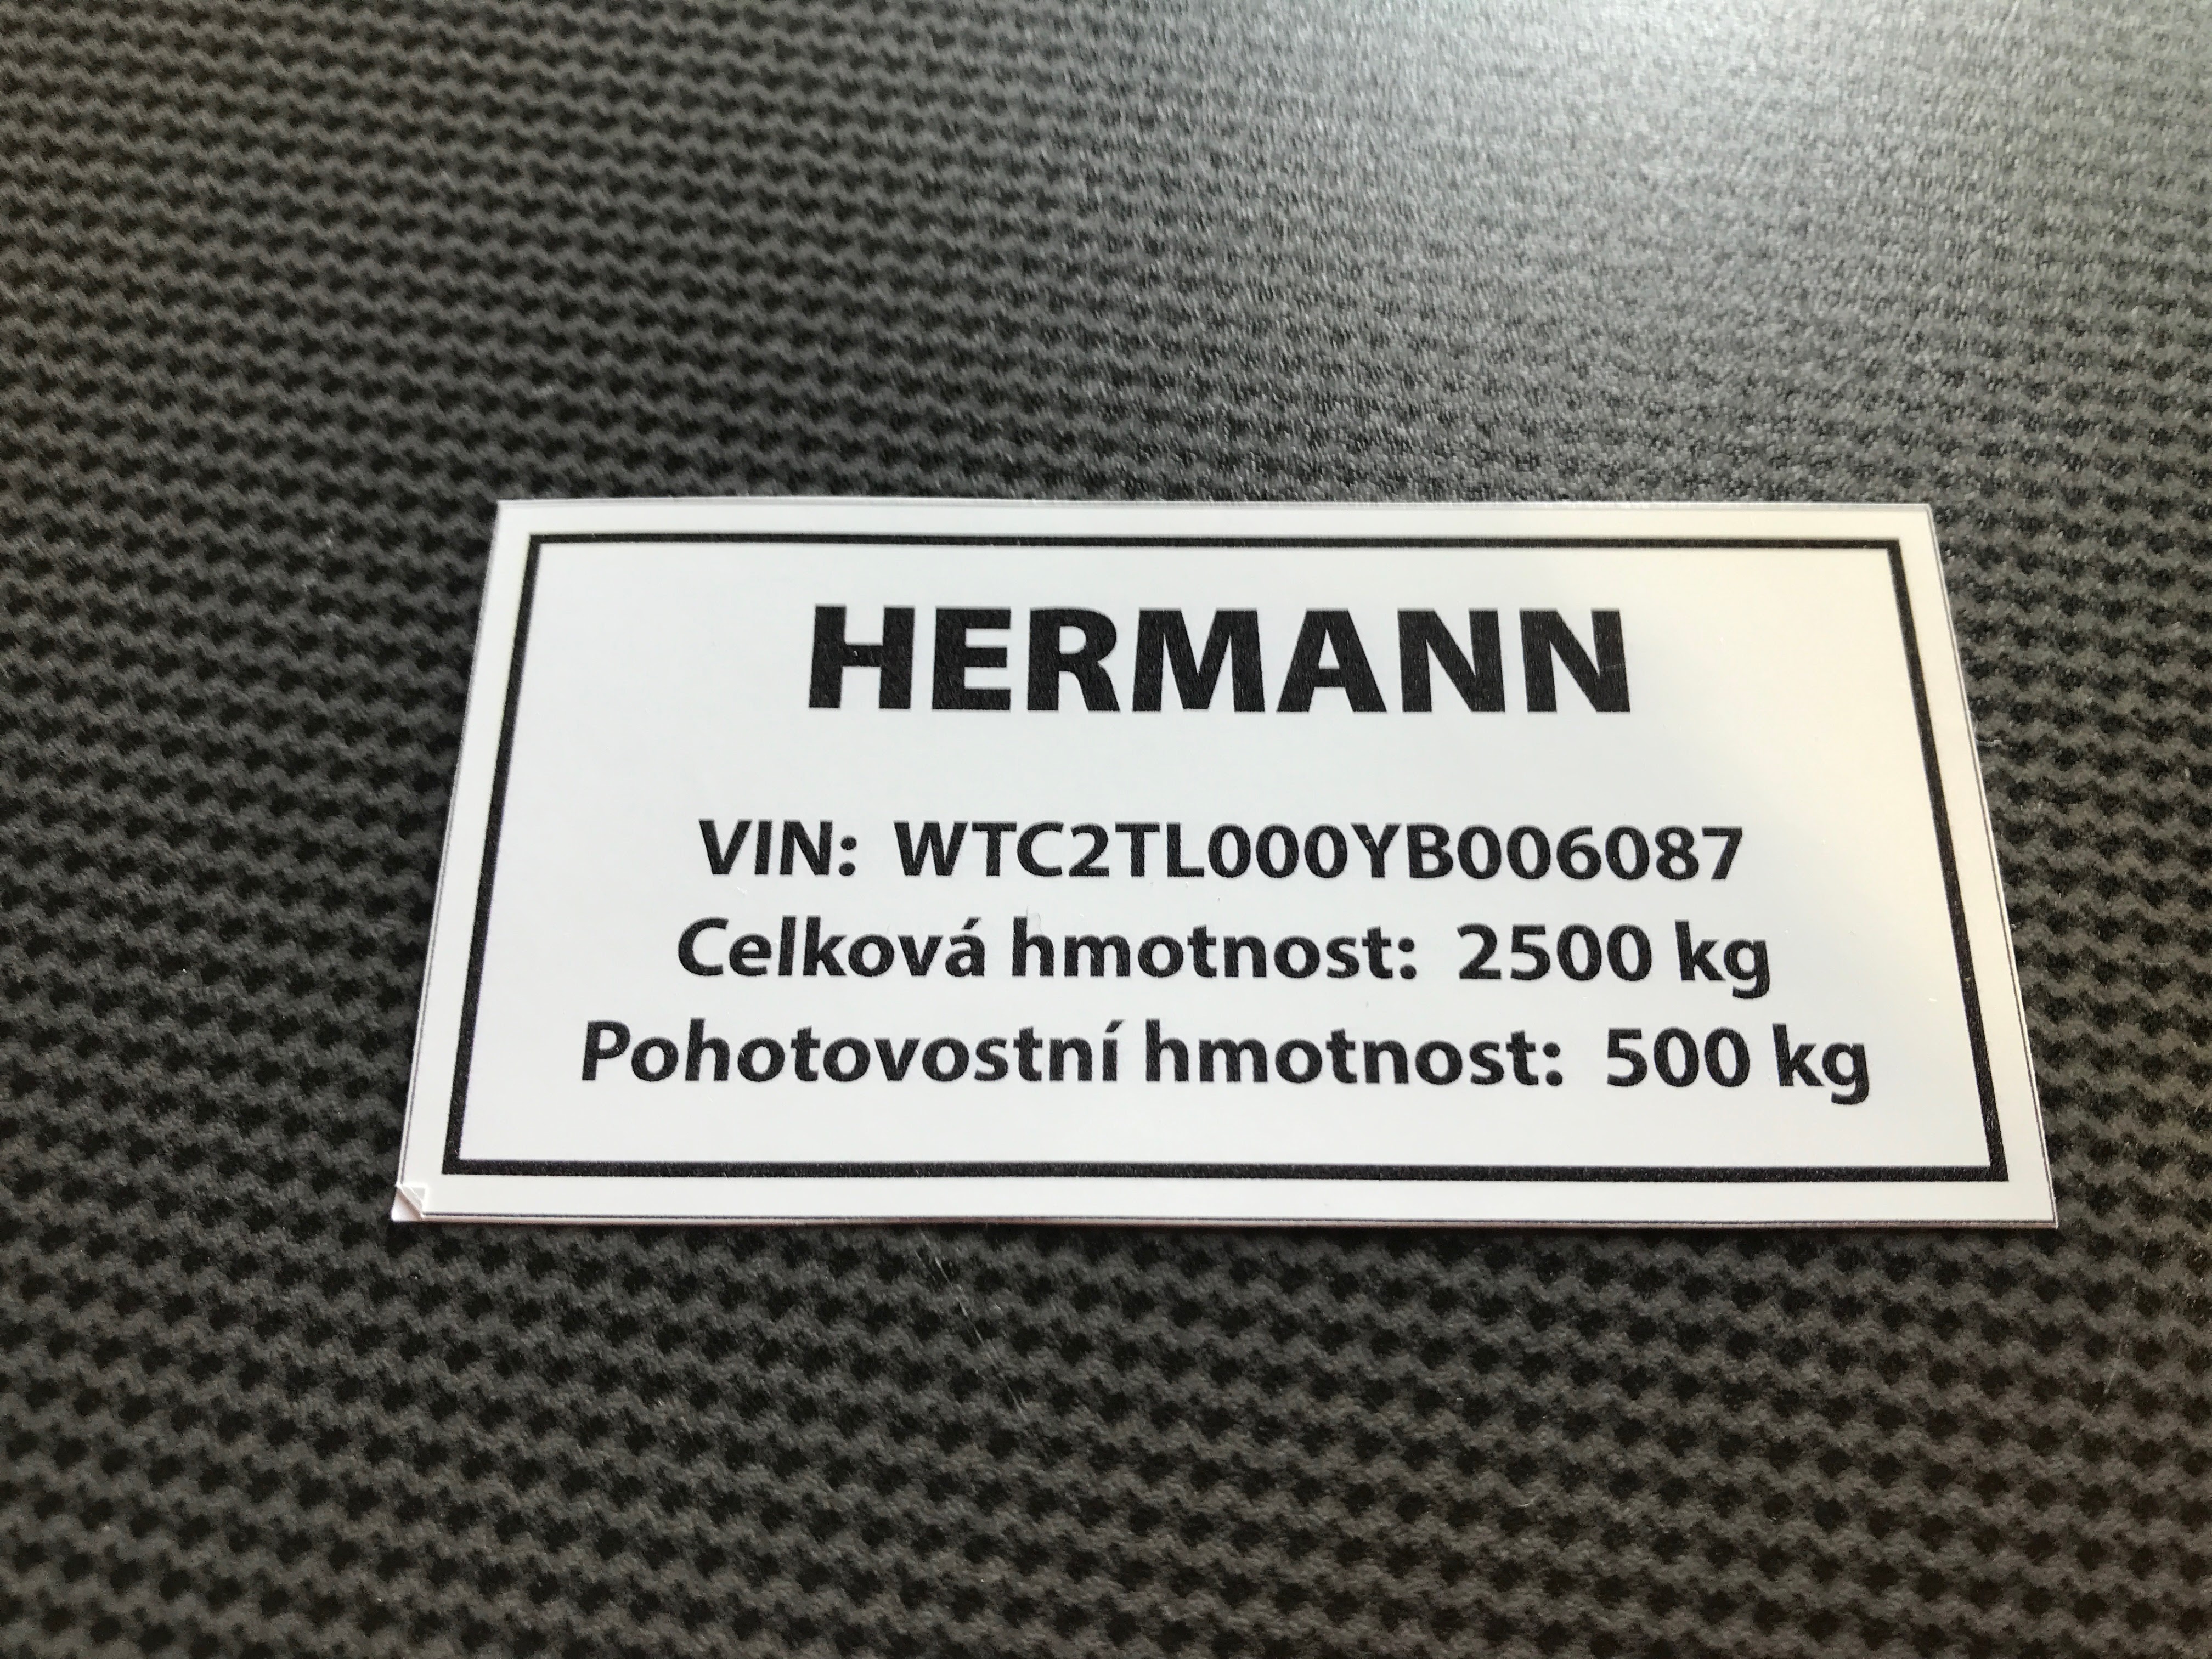 HERMANN
VIN: WTC2TL000YB006087
Celková hmotnost: 2500 kg
Pohotovostní hmotnost: 500 kg